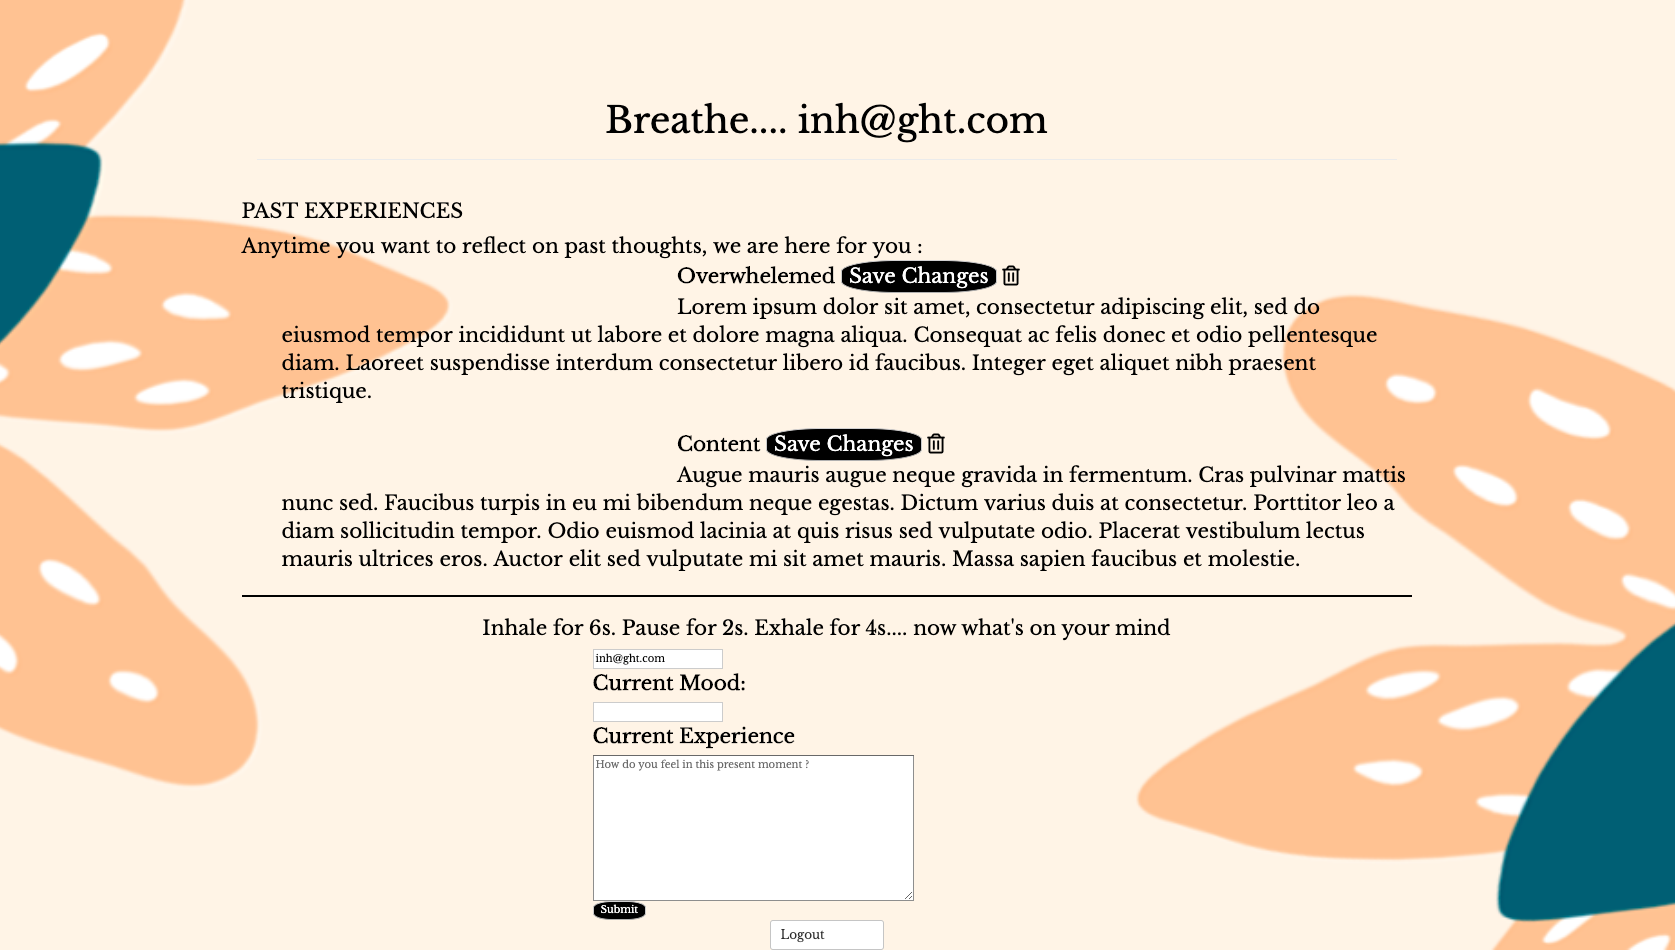 Breathe.... inh@ght.com
PAST EXPERIENCES
Anytime you want to reflect on past thoughts, we are here for you :
Overwhelemed Save Changes
Lorem ipsum dolor sit amet, consectetur adipiscing elit, sed do
eiusmod tempor incididunt ut labore et dolore magna aliqua. Consequat ac felis donec et odio pellentesque
diam. Laoreet suspendisse interdum consectetur libero id faucibus. Integer eget aliquet nibh praesent
tristique.
Content Save Changes
Augue mauris augue neque gravida in fermentum. Cras pulvinar mattis
nunc sed. Faucibus turpis in eu mi bibendum neque egestas. Dictum varius duis at consectetur. Porttitor leo a
diam sollicitudin tempor. Odio euismod lacinia at quis risus sed vulputate odio. Placerat vestibulum lectus
mauris ultrices eros. Auctor elit sed vulputate mi sit amet mauris. Massa sapien faucibus et molestie.
Inhale for 6s. Pause for 2s. Exhale for 4s.... now what's on your mind
inh@ght.com
Current Mood:
Current Experience
How do you feel in this present moment ?
Submit
Logout